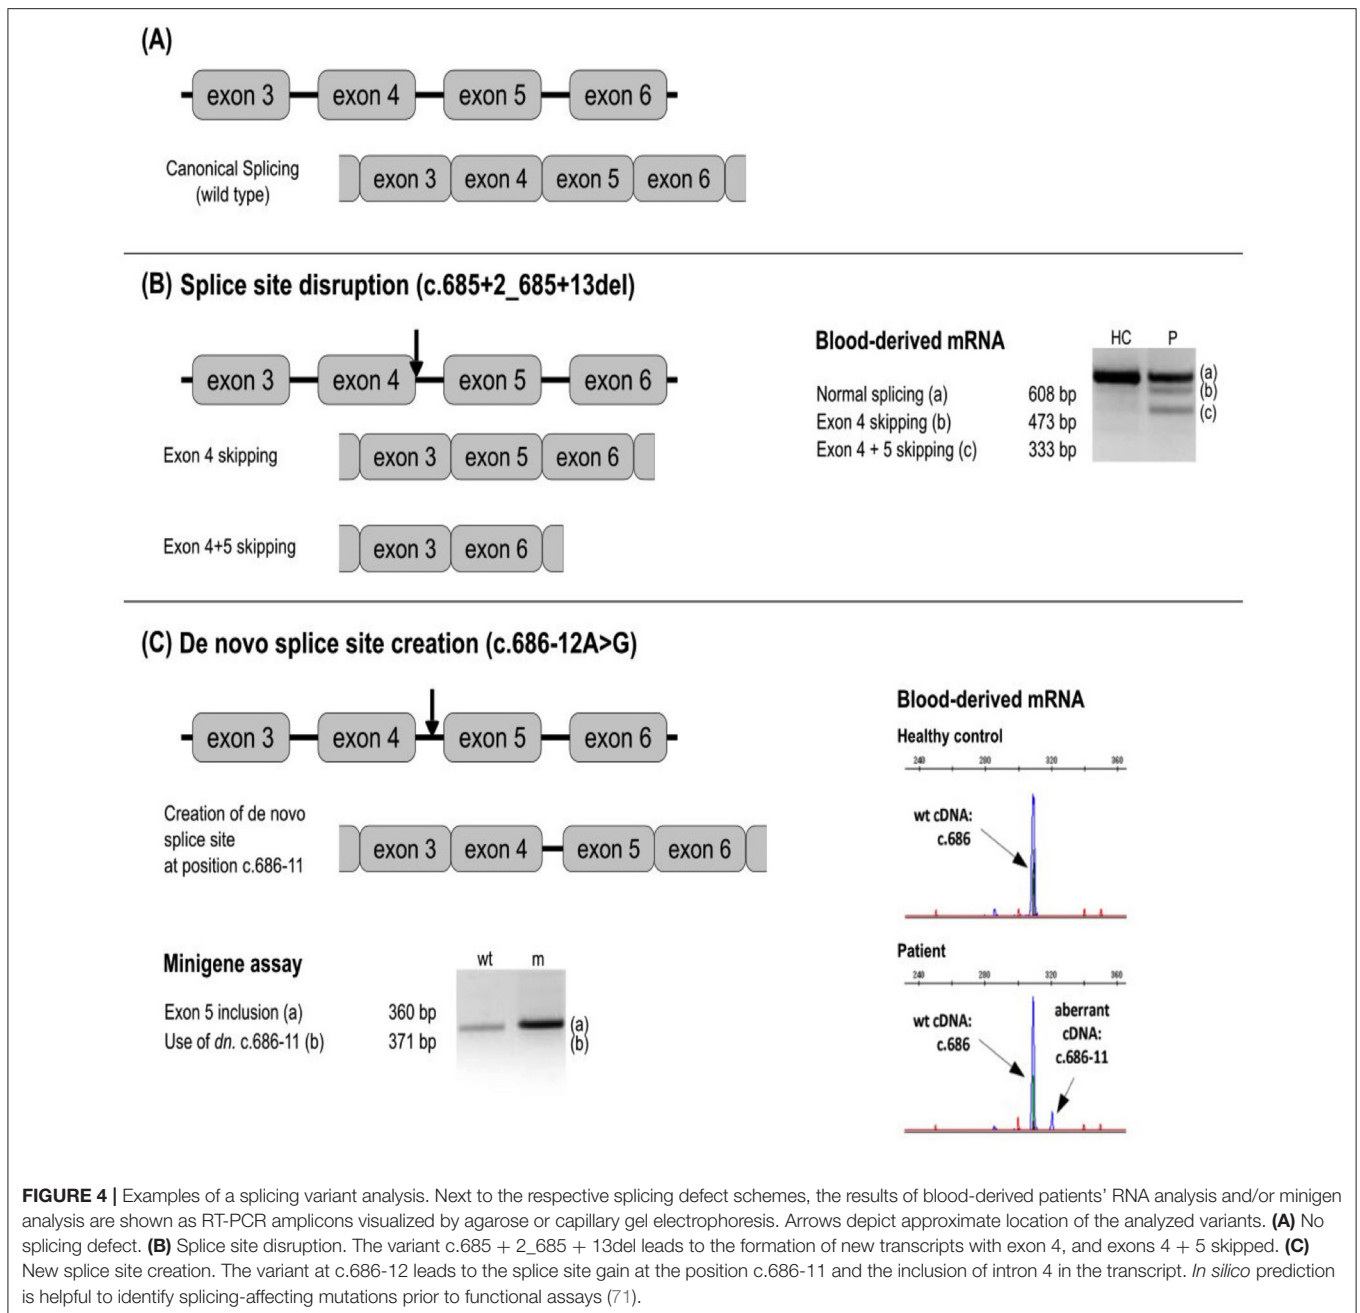 (A)
exon 3 exon 4 exon 5 exon 6
Canonical Splicing
(wild type)
exon 3 exon 4 exon 5 exon 6
(B) Splice site disruption (c.685+2_685+13del)
exon 3 exon 4 exon 5 exon 6
Exon 4 skipping
exon 3 exon 5 exon 6
Exon 4+5 skipping
exon 3 exon 6
Blood-derived mRNA
HC P
Normal splicing (a) 608 bp
Exon 4 skipping (b) 473 bp
Exon 4 + 5 skipping (c) 333 bp
(a)
(b)
(c)
(C) De novo splice site creation (c.686-12A>G)
exon 3 exon 4 exon 5 exon 6
Creation of de novo
splice site
at position c.686-11
exon 3 exon 4 exon 5 exon 6
Minigene assay
wt m
Exon 5 inclusion (a) 360 bp
Use of dn. c.686-11 (b) 371 bp
(a)
(b)
Blood-derived mRNA
Healthy control
240 280 320 360
wt cDNA:
c.686
Patient
240 280 320 360
wt cDNA:
c.686
aberrant
cDNA:
c.686-11
FIGURE 4 | Examples of a splicing variant analysis. Next to the respective splicing defect schemes, the results of blood-derived patients’ RNA analysis and/or minigen
analysis are shown as RT-PCR amplicons visualized by agarose or capillary gel electrophoresis. Arrows depict approximate location of the analyzed variants. (A) No
splicing defect. (B) Splice site disruption. The variant c.685 + 2_685 + 13del leads to the formation of new transcripts with exon 4, and exons 4 + 5 skipped. (C)
New splice site creation. The variant at c.686-12 leads to the splice site gain at the position c.686-11 and the inclusion of intron 4 in the transcript. In silico prediction
is helpful to identify splicing-affecting mutations prior to functional assays (71).